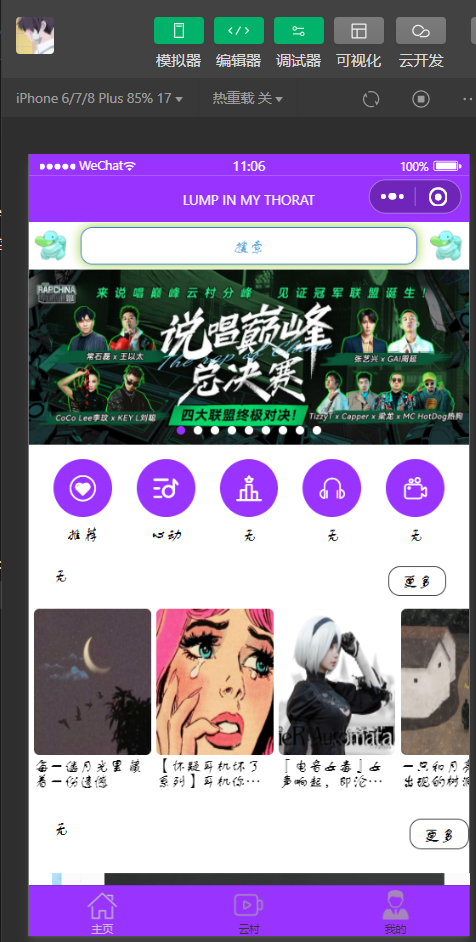 模拟器 编辑器 调试器 可视化 云开发
iPhone 6/7/8 Plus 85% 17 热重载 关
WeChat 11:06 100%
LUMP IN MY THORAT
搜索
RAPCHINA
来说唱巅峰云村分峰 见证冠军联盟诞生!
说唱巅峰
总决赛
常石磊 x 王以太
张艺兴 x GAI周延
CoCo Lee李玟 x KEY.L刘聪
四大联盟终极对决!
TizzyT x Capper x 梁龙 x MC HotDog热狗
推荐 心动 无 无 无
无 更多
ieR Automata
每一缕月光里 藏
着一份遗憾
【怀疑耳机坏了
系列】耳机你…
「电音女毒」女
声响起，即沦…
一只和月亮
出现的树洞
无 更多
主页 云村 我的